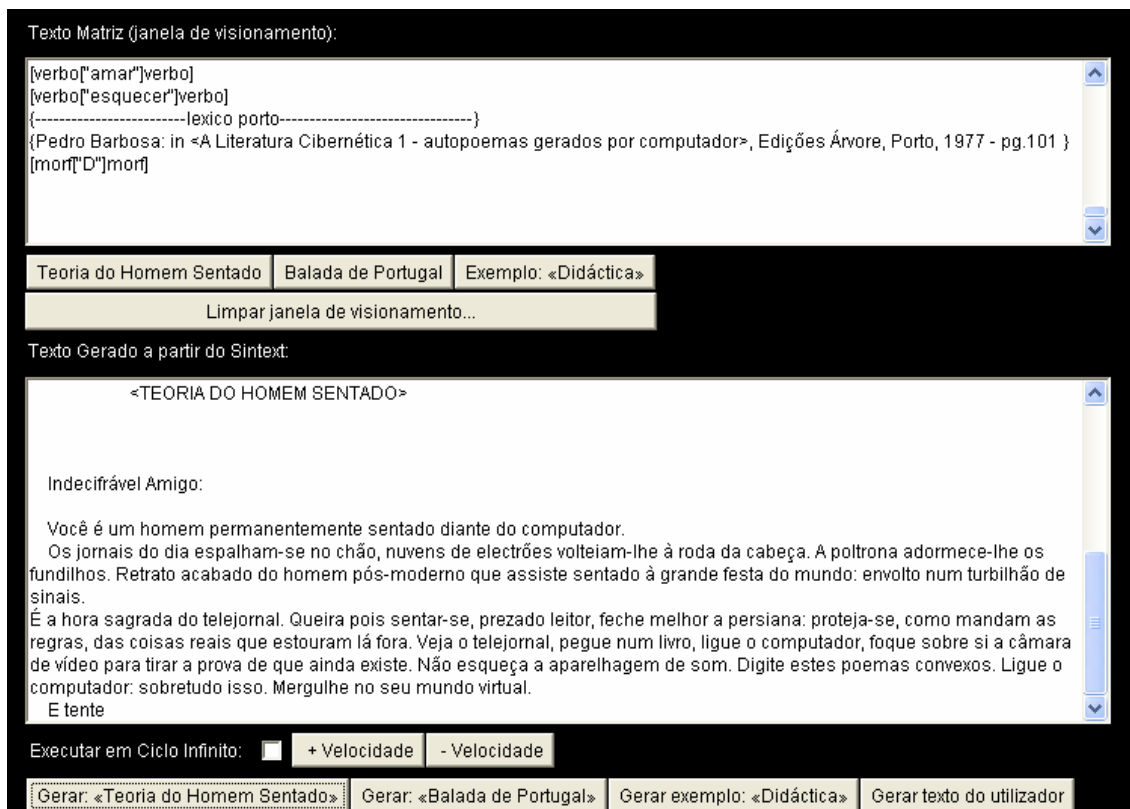 Texto Matriz (janela de visionamento):
[verbo["amar"]verbo]
[verbo["esquecer"]verbo]
{-------------------------lexico porto--------------------------------}
{Pedro Barbosa: in <A Literatura Cibernética 1 - autopoemas gerados por computador>, Edições Árvore, Porto, 1977 - pg.101 }
[morf["D"]morf]
Teoria do Homem Sentado Balada de Portugal Exemplo: «Didáctica»
Limpar janela de visionamento...
Texto Gerado a partir do Sintext:
<TEORIA DO HOMEM SENTADO>
Indecifrável Amigo:
Você é um homem permanentemente sentado diante do computador.
Os jornais do dia espalham-se no chão, nuvens de electrões volteiam-lhe à roda da cabeça. A poltrona adormece-lhe os
fundilhos. Retrato acabado do homem pós-moderno que assiste sentado à grande festa do mundo: envolto num turbilhão de
sinais.
É a hora sagrada do telejornal. Queira pois sentar-se, prezado leitor, feche melhor a persiana: proteja-se, como mandam as
regras, das coisas reais que estouram lá fora. Veja o telejornal, pegue num livro, ligue o computador, foque sobre si a câmara
de vídeo para tirar a prova de que ainda existe. Não esqueça a aparelhagem de som. Digite estes poemas convexos. Ligue o
computador: sobretudo isso. Mergulhe no seu mundo virtual.
E tente
Executar em Ciclo Infinito: + Velocidade - Velocidade
Gerar: «Teoria do Homem Sentado» Gerar: «Balada de Portugal» Gerar exemplo: «Didáctica» Gerar texto do utilizador